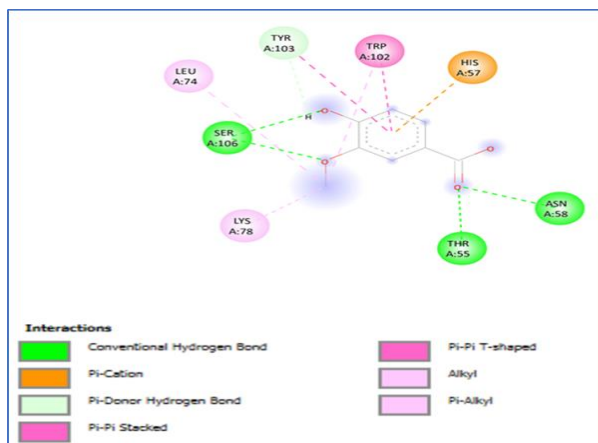 TYR
A:103
TRP
A:102
HIS
A:57
LEU
A:74
SER
A:106
H
O
O
O
O
LYS
A:78
ASN
A:58
THR
A:55
Interactions
Conventional Hydrogen Bond
Pi-Cation
Pi-Donor Hydrogen Bond
Pi-Pi Stacked
Pi-Pi T-shaped
Alkyl
Pi-Alkyl